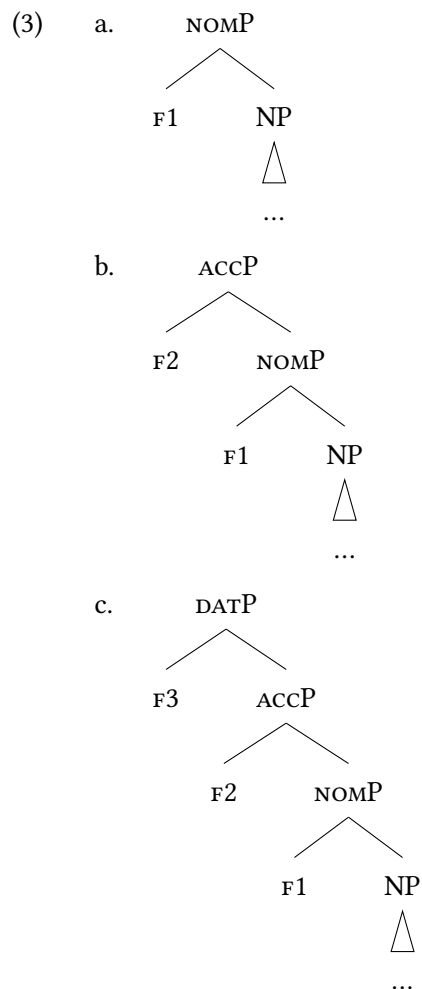 (3) a. NOMP
F1 NP
...
b. ACCP
F2 NOMP
F1 NP
...
c. DATP
F3 ACCP
F2 NOMP
F1 NP
...